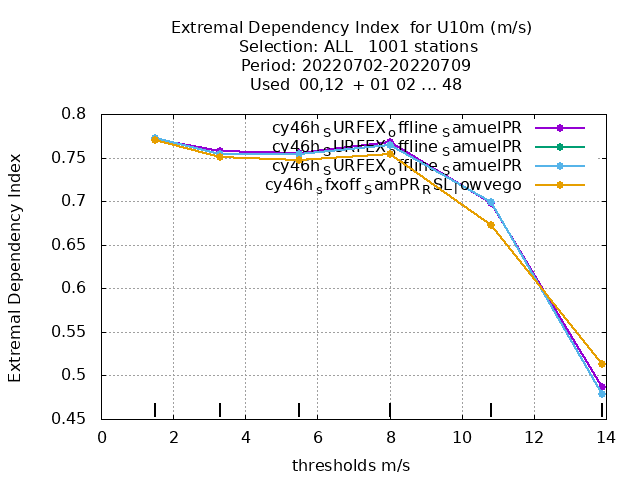 Extremal Dependency Index  for U10m (m/s)
Selection: ALL   1001 stations
Period: 20220702-20220709
Used  00,12  + 01 02 ... 48
cy46h_SURFEX_offline_SamuelPR
cy46h_SURFEX_offline_SamuelPR
cy46h_SURFEX_offline_SamuelPR
cy46h_sfxoff_SamPR_RSL_lowvego
Extremal Dependency Index
0.8
0.75
0.7
0.65
0.6
0.55
0.5
0.45
0 2 4 6 8 10 12 14
thresholds m/s